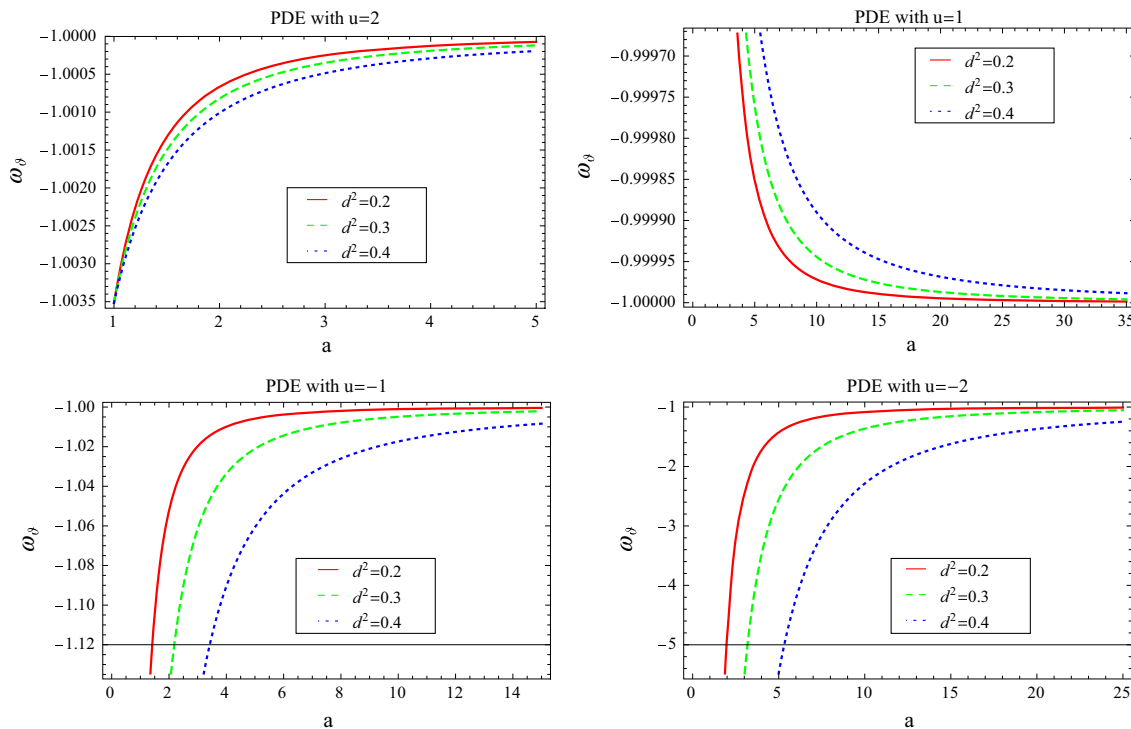 PDE with u=2
-1.0000
-1.0005
-1.0010
-1.0015
-1.0020
-1.0025
-1.0030
-1.0035
ω_ϑ
d²=0.2
d²=0.3
d²=0.4
1 2 3 4 5
a
PDE with u=1
-0.99970
-0.99975
-0.99980
-0.99985
-0.99990
-0.99995
-1.00000
ω_ϑ
d²=0.2
d²=0.3
d²=0.4
0 5 10 15 20 25 30 35
a
PDE with u=-1
-1.00
-1.02
-1.04
-1.06
-1.08
-1.10
-1.12
ω_ϑ
d²=0.2
d²=0.3
d²=0.4
0 2 4 6 8 10 12 14
a
PDE with u=-2
-1
-2
-3
-4
-5
ω_ϑ
d²=0.2
d²=0.3
d²=0.4
0 5 10 15 20 25
a